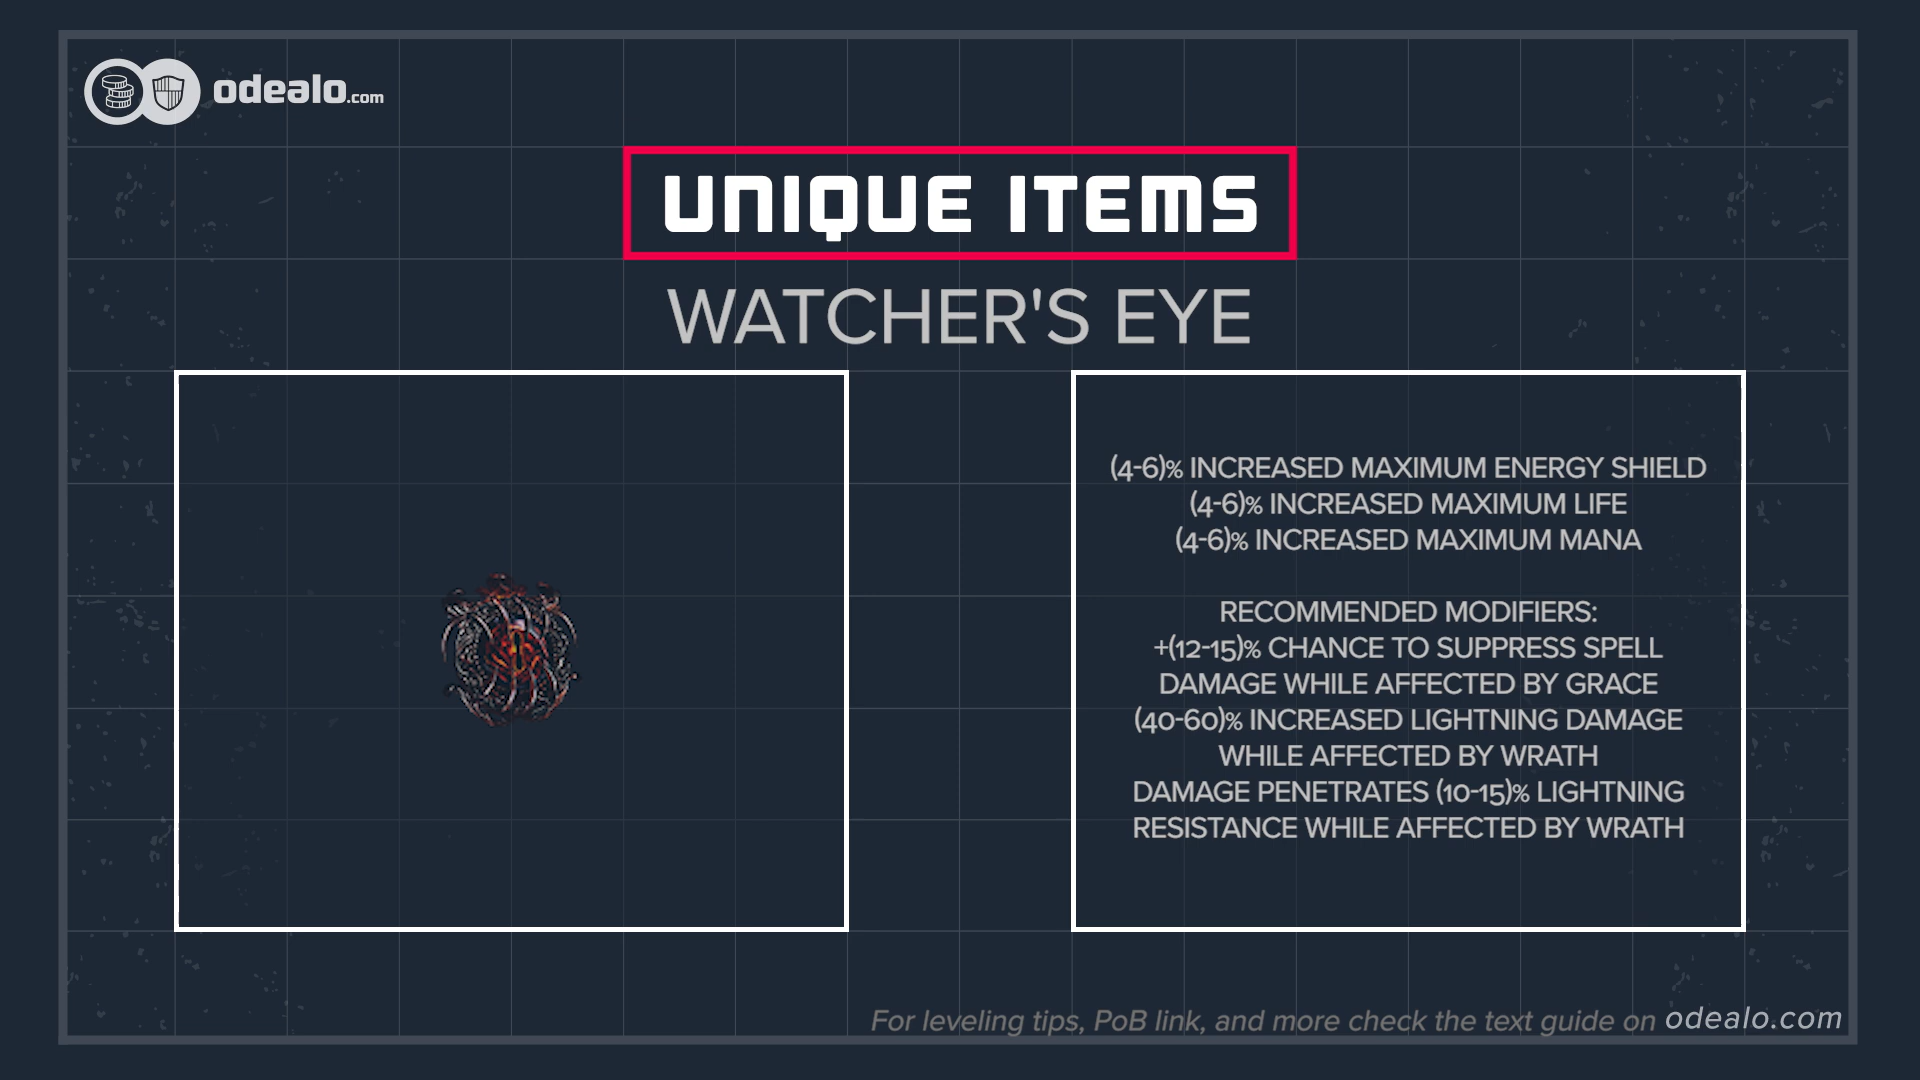 odealo.com
UNIQUE ITEMS
WATCHER'S EYE
(4-6)% INCREASED MAXIMUM ENERGY SHIELD
(4-6)% INCREASED MAXIMUM LIFE
(4-6)% INCREASED MAXIMUM MANA
RECOMMENDED MODIFIERS:
+(12-15)% CHANCE TO SUPPRESS SPELL
DAMAGE WHILE AFFECTED BY GRACE
(40-60)% INCREASED LIGHTNING DAMAGE
WHILE AFFECTED BY WRATH
DAMAGE PENETRATES (10-15)% LIGHTNING
RESISTANCE WHILE AFFECTED BY WRATH
For leveling tips, PoB link, and more check the text guide on odealo.com